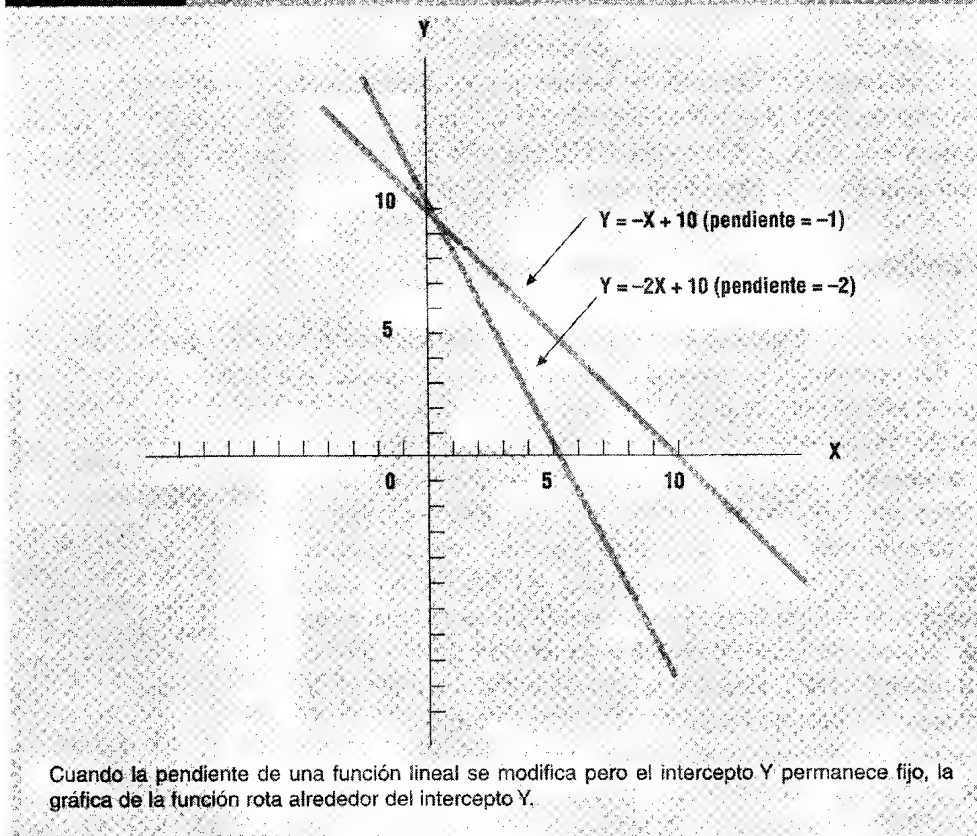 Y
10
Y = –X + 10 (pendiente = –1)
Y = –2X + 10 (pendiente = –2)
5
X
0
5
10
Cuando la pendiente de una función lineal se modifica pero el intercepto Y permanece fijo, la
gráfica de la función rota alrededor del intercepto Y.